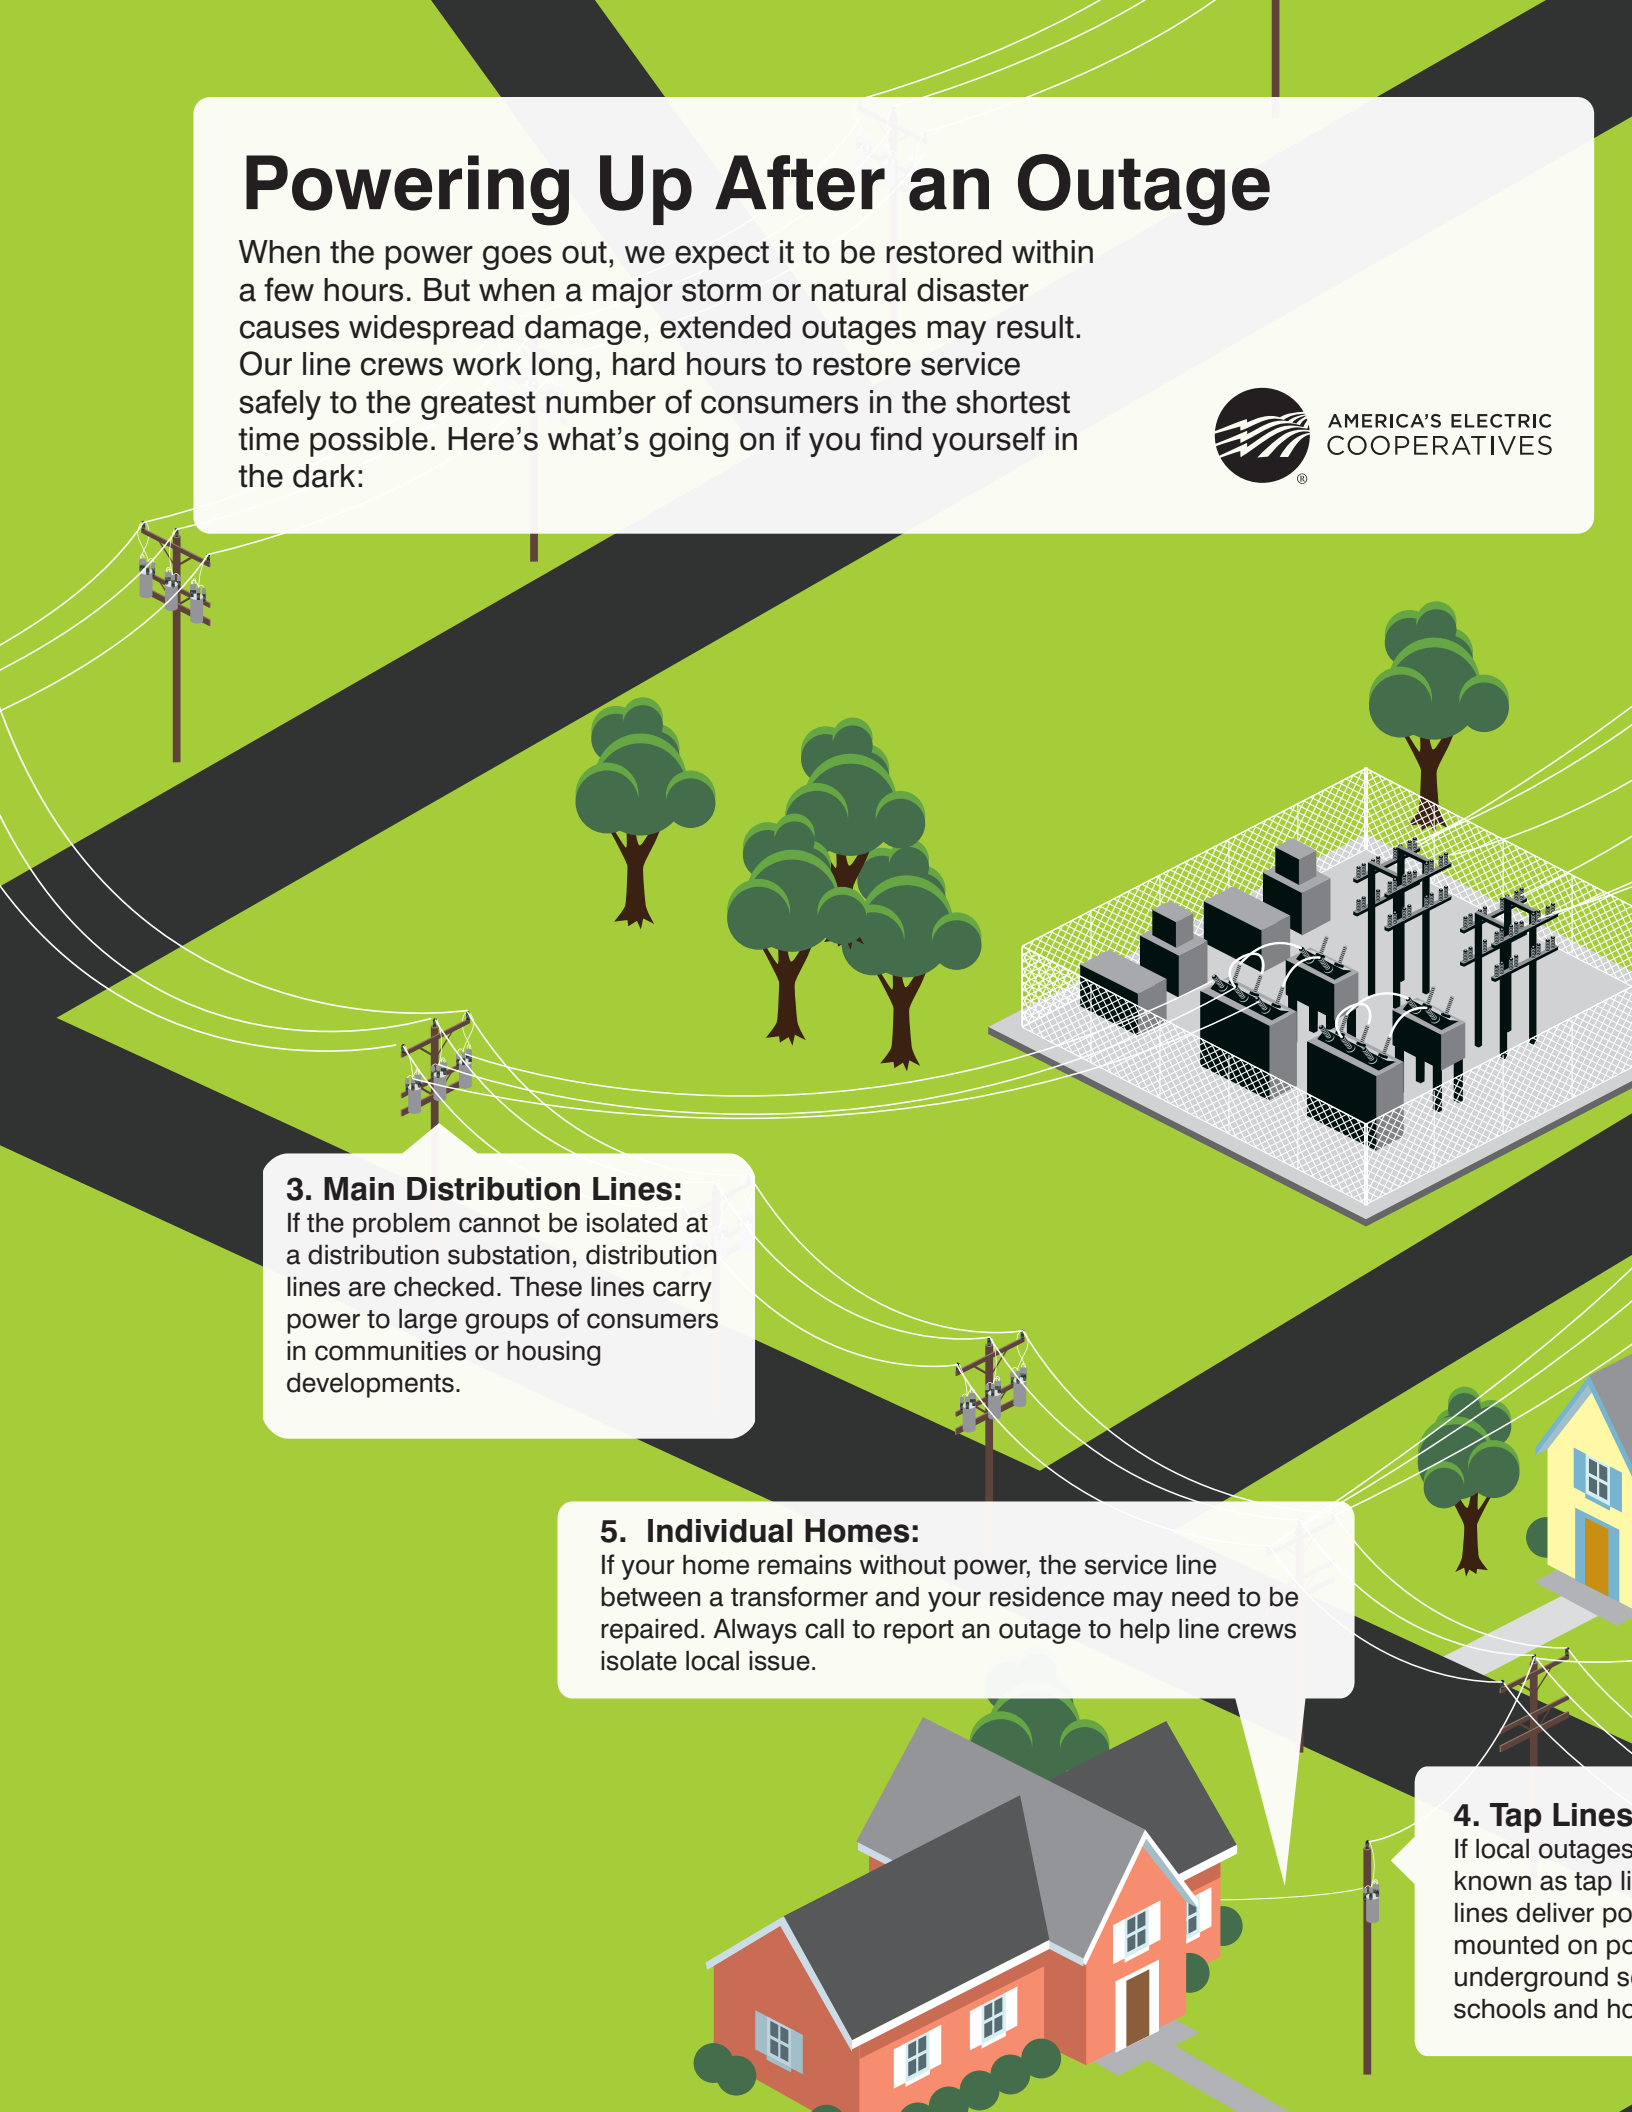 Powering Up After an Outage
When the power goes out, we expect it to be restored within
a few hours. But when a major storm or natural disaster
causes widespread damage, extended outages may result.
Our line crews work long, hard hours to restore service
safely to the greatest number of consumers in the shortest
time possible. Here’s what’s going on if you find yourself in
the dark:
AMERICA’S ELECTRIC
COOPERATIVES
®
3. Main Distribution Lines:
If the problem cannot be isolated at
a distribution substation, distribution
lines are checked. These lines carry
power to large groups of consumers
in communities or housing
developments.
5. Individual Homes:
If your home remains without power, the service line
between a transformer and your residence may need to be
repaired. Always call to report an outage to help line crews
isolate local issue.
4. Tap Lines
If local outages
known as tap
lines deliver
mounted on
underground
schools and